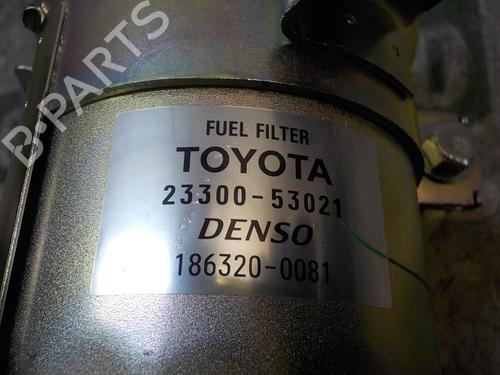 B-PARTS
FUEL FILTER
TOYOTA
23300-53021
DENSO
186320-0081